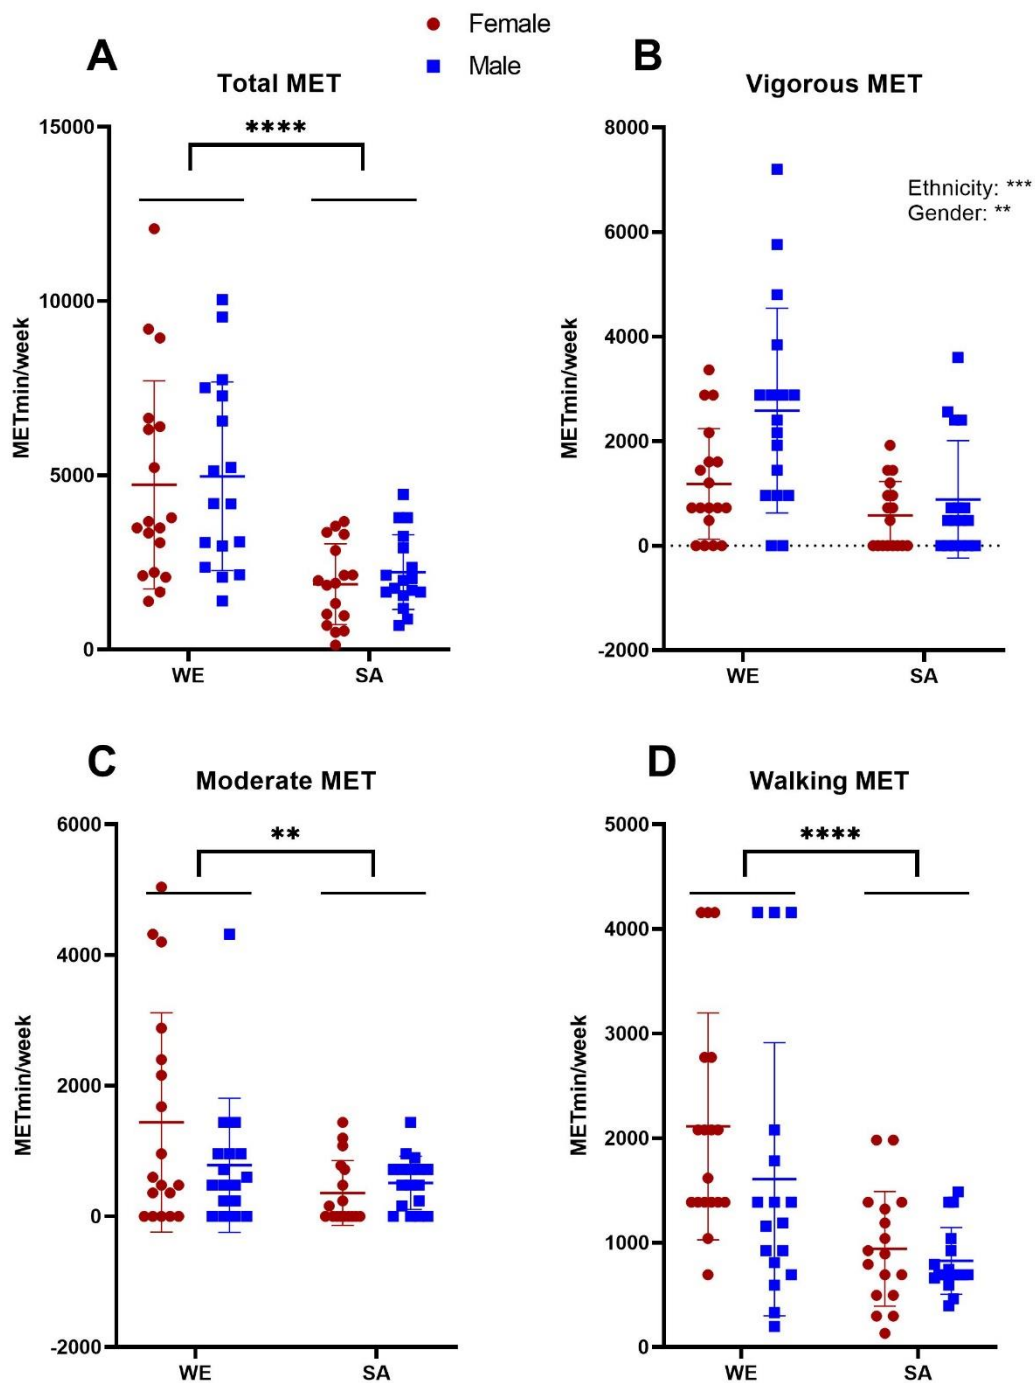 Female
Male
A
Total MET
METmin/week
15000
10000
5000
0
****
WE
SA
B
Vigorous MET
METmin/week
8000
6000
4000
2000
0
-2000
Ethnicity: ***
Gender: **
WE
SA
C
Moderate MET
METmin/week
6000
4000
2000
0
-2000
**
WE
SA
D
Walking MET
METmin/week
5000
4000
3000
2000
1000
0
****
WE
SA